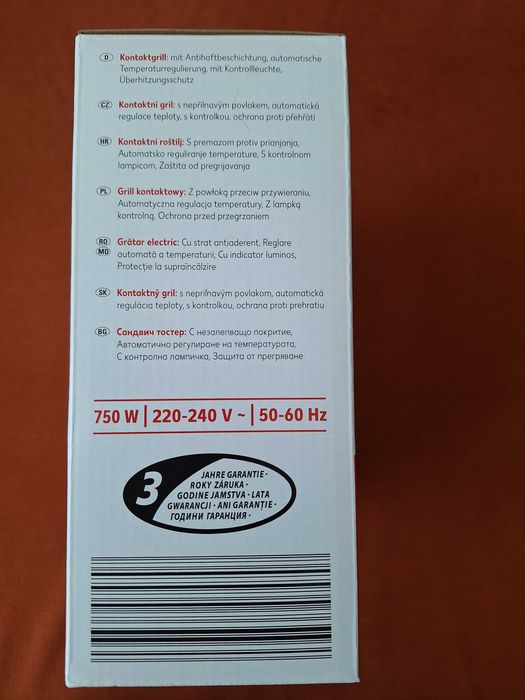 D Kontaktgrill: mit Antihaftbeschichtung, automatische
Temperaturregulierung, mit Kontrollleuchte,
Überhitzungsschutz
CZ Kontaktní gril: s nepřilnavým povlakem, automatická
regulace teploty, s kontrolkou, ochrana proti přehřátí
HR Kontaktni roštilj: S premazom protiv prianjanja,
Automatsko reguliranje temperature, S kontrolnom
lampicom, Zaštita od pregrijavanja
PL Grill kontaktowy: Z powłoką przeciw przywieraniu,
Automatyczna regulacja temperatury, Z lampką
kontrolną, Ochrona przed przegrzaniem
RO Grătar electric: Cu strat antiaderent, Reglare
MD automată a temperaturii, Cu indicator luminos,
Protecție la supraîncălzire
SK Kontaktný gril: s nepriľnavým povlakom, automatická
regulácia teploty, s kontrolkou, ochrana proti prehratiu
BG Сандвич тостер: С незалепващо покритие,
Автоматично регулиране на температурата,
С контролна лампичка, Защита от прегряване
750 W | 220-240 V ~ | 50-60 Hz
3
JAHRE GARANTIE·
ROKY ZÁRUKA·
GODINE JAMSTVA · LATA
GWARANCJI · ANI GARANȚIE·
ГОДИНИ ГАРАНЦИЯ·